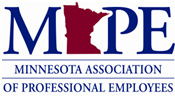 MAPE
MINNESOTA ASSOCIATION
OF PROFESSIONAL EMPLOYEES